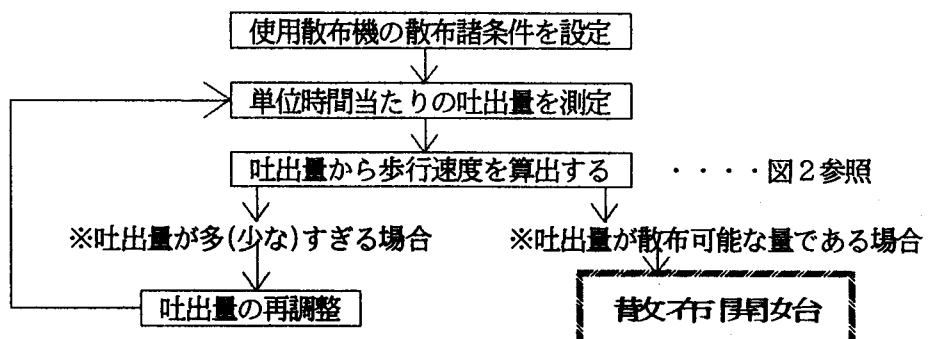 使用散布機の散布諸条件を設定
単位時間当たりの吐出量を測定
吐出量から歩行速度を算出する ・・・・図2参照
※吐出量が多(少な)すぎる場合 ※吐出量が散布可能な量である場合
吐出量の再調整 散布開始